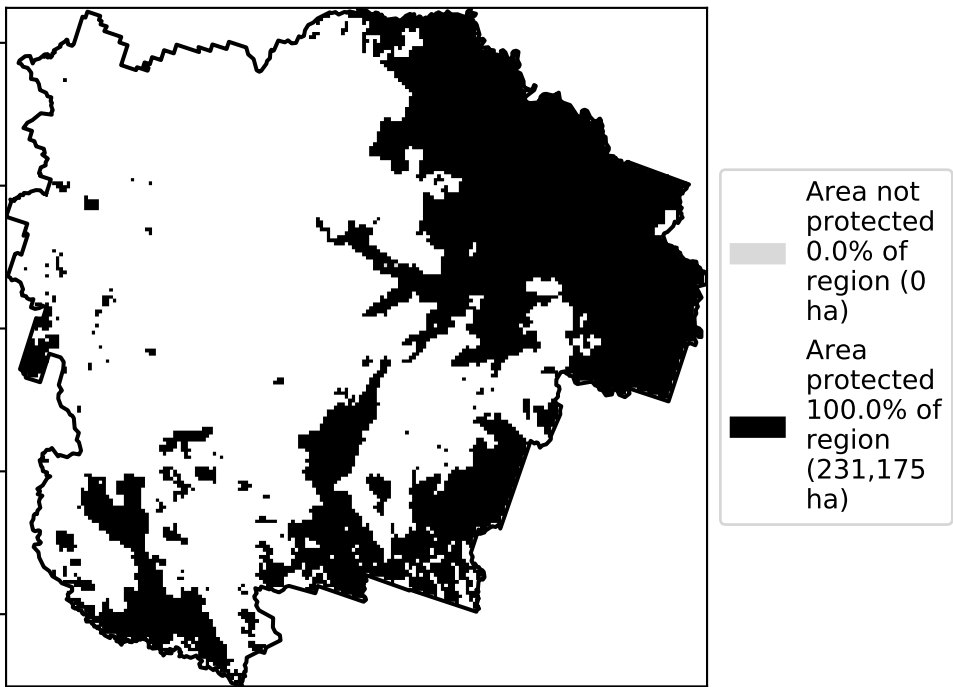 Area not
protected
0.0% of
region (0
ha)
Area
protected
100.0% of
region
(231,175
ha)